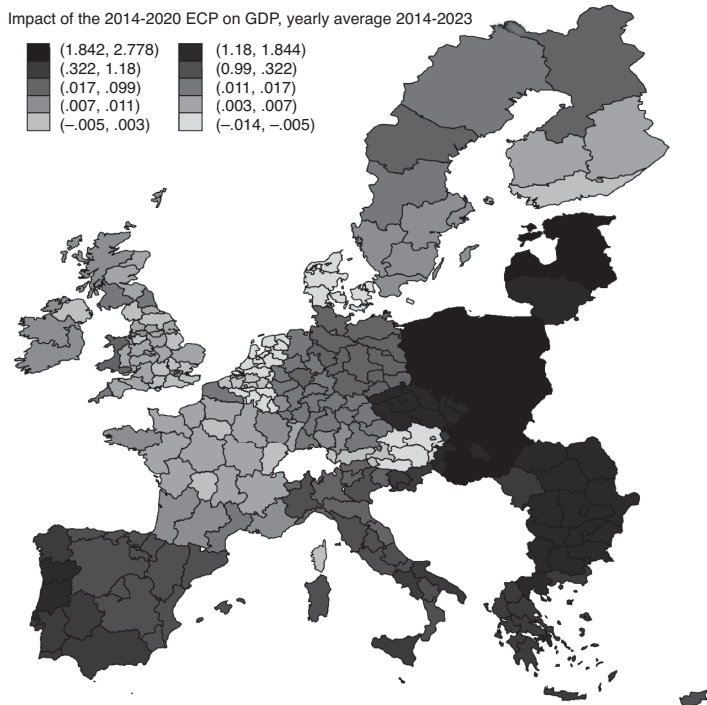 Impact of the 2014-2020 ECP on GDP, yearly average 2014-2023
(1.842, 2.778) (1.18, 1.844)
(.322, 1.18) (0.99, .322)
(.017, .099) (.011, .017)
(.007, .011) (.003, .007)
(–.005, .003) (–.014, –.005)